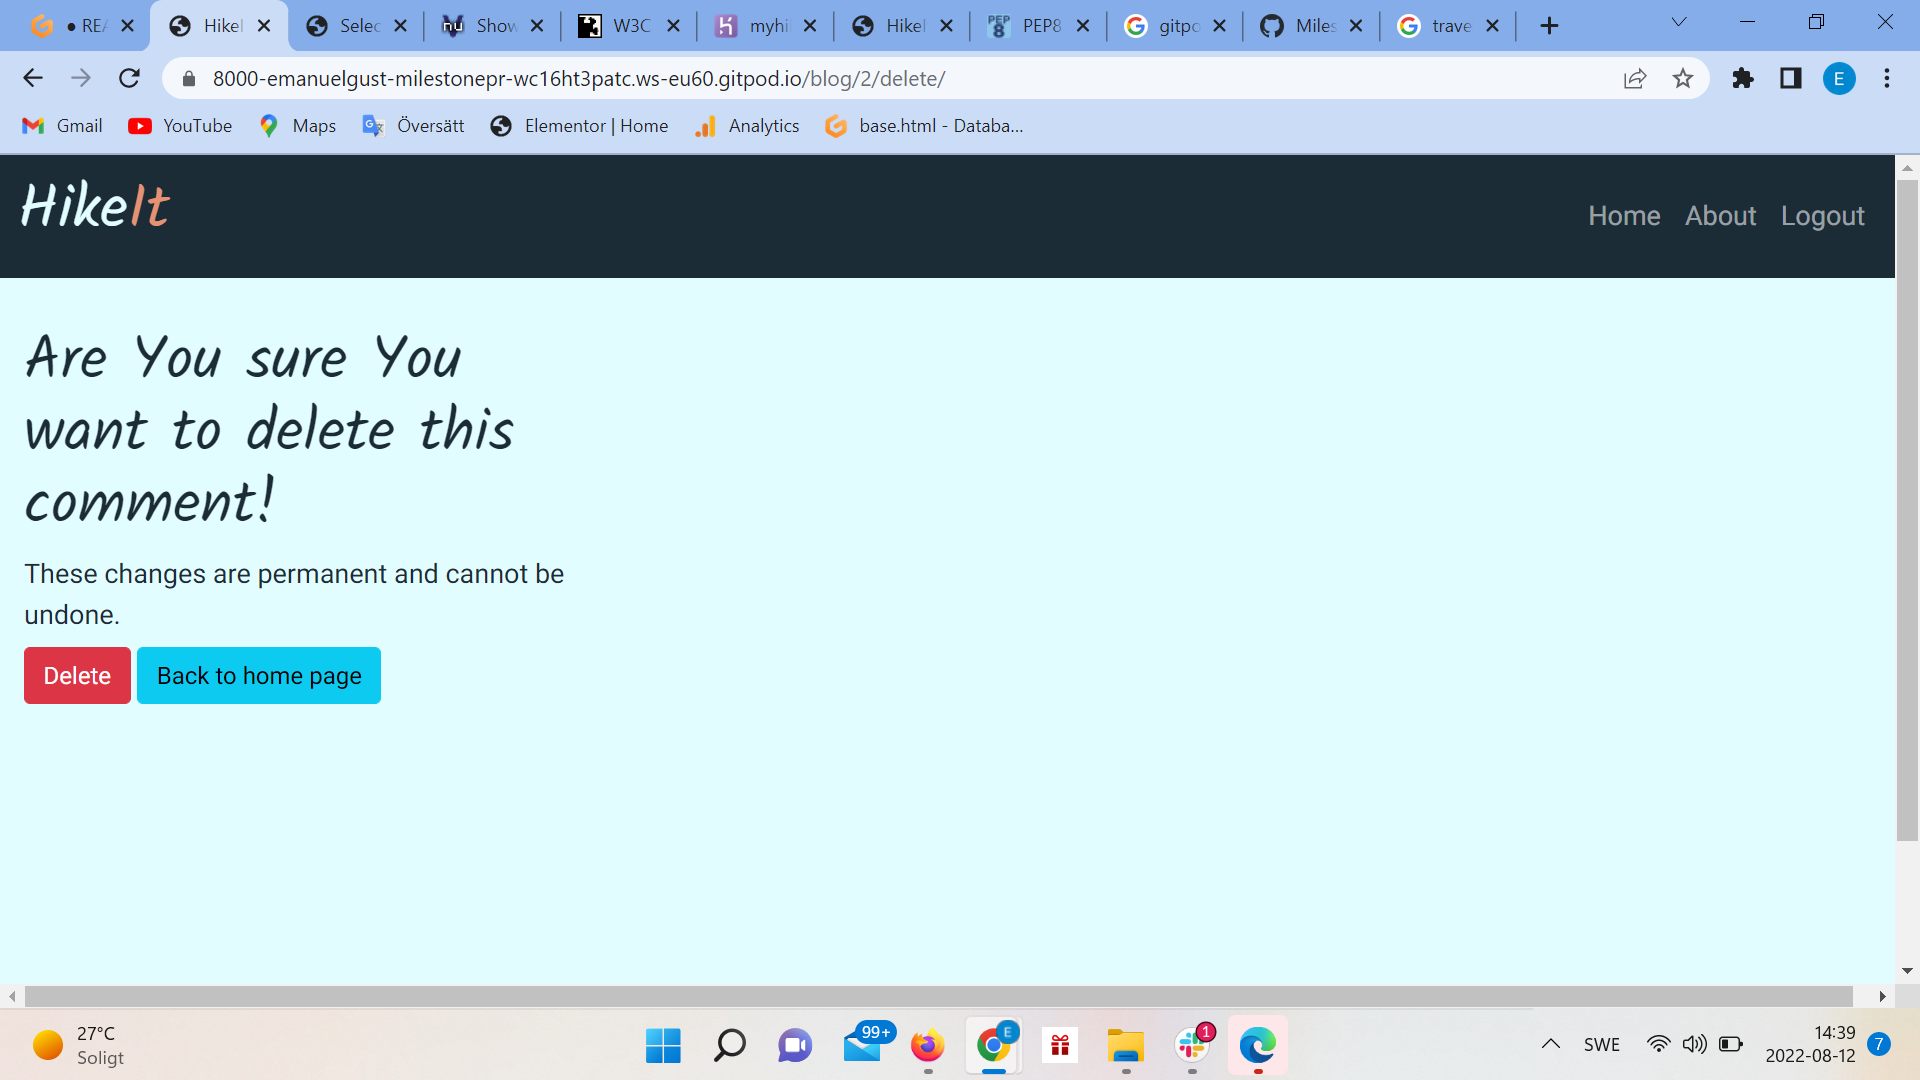 REA
Hikel
Selec
Show
W3C
myhi
Hikel
PEP8
gitpo
Miles
trave
8000-emanuelgust-milestonepr-wc16ht3patc.ws-eu60.gitpod.io/blog/2/delete/
E
Gmail
YouTube
Maps
Översätt
Elementor | Home
Analytics
base.html - Databa...
HikeIt
Home About Logout
Are You sure You
want to delete this
comment!
These changes are permanent and cannot be
undone.
Delete
Back to home page
27°C
Soligt
99+
E
1
SWE
14:39
2022-08-12
7